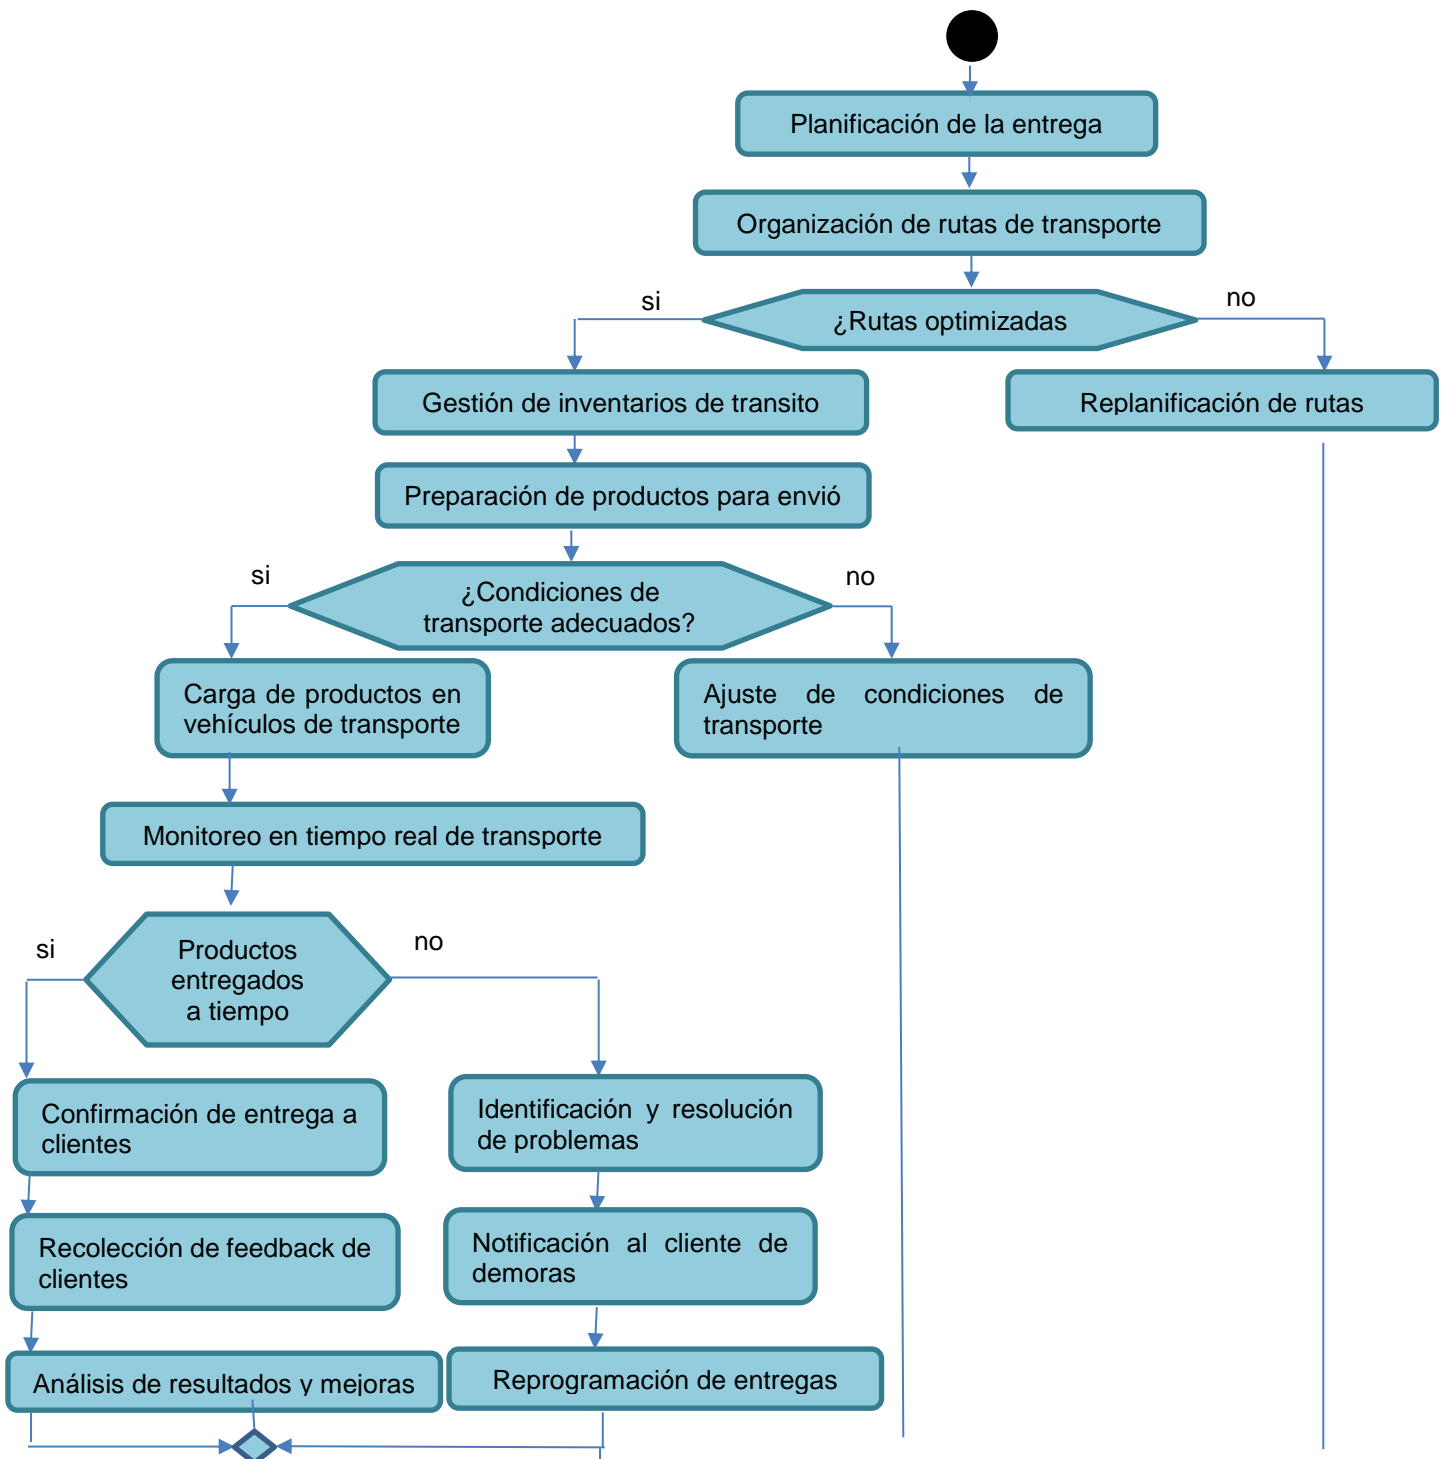 Planificación de la entrega
Organización de rutas de transporte
si
¿Rutas optimizadas
no
Gestión de inventarios de transito
Replanificación de rutas
Preparación de productos para envió
si
¿Condiciones de
transporte adecuados?
no
Carga de productos en
vehículos de transporte
Ajuste de condiciones de
transporte
Monitoreo en tiempo real de transporte
si
Productos
entregados
a tiempo
no
Confirmación de entrega a
clientes
Identificación y resolución
de problemas
Recolección de feedback de
clientes
Notificación al cliente de
demoras
Análisis de resultados y mejoras
Reprogramación de entregas